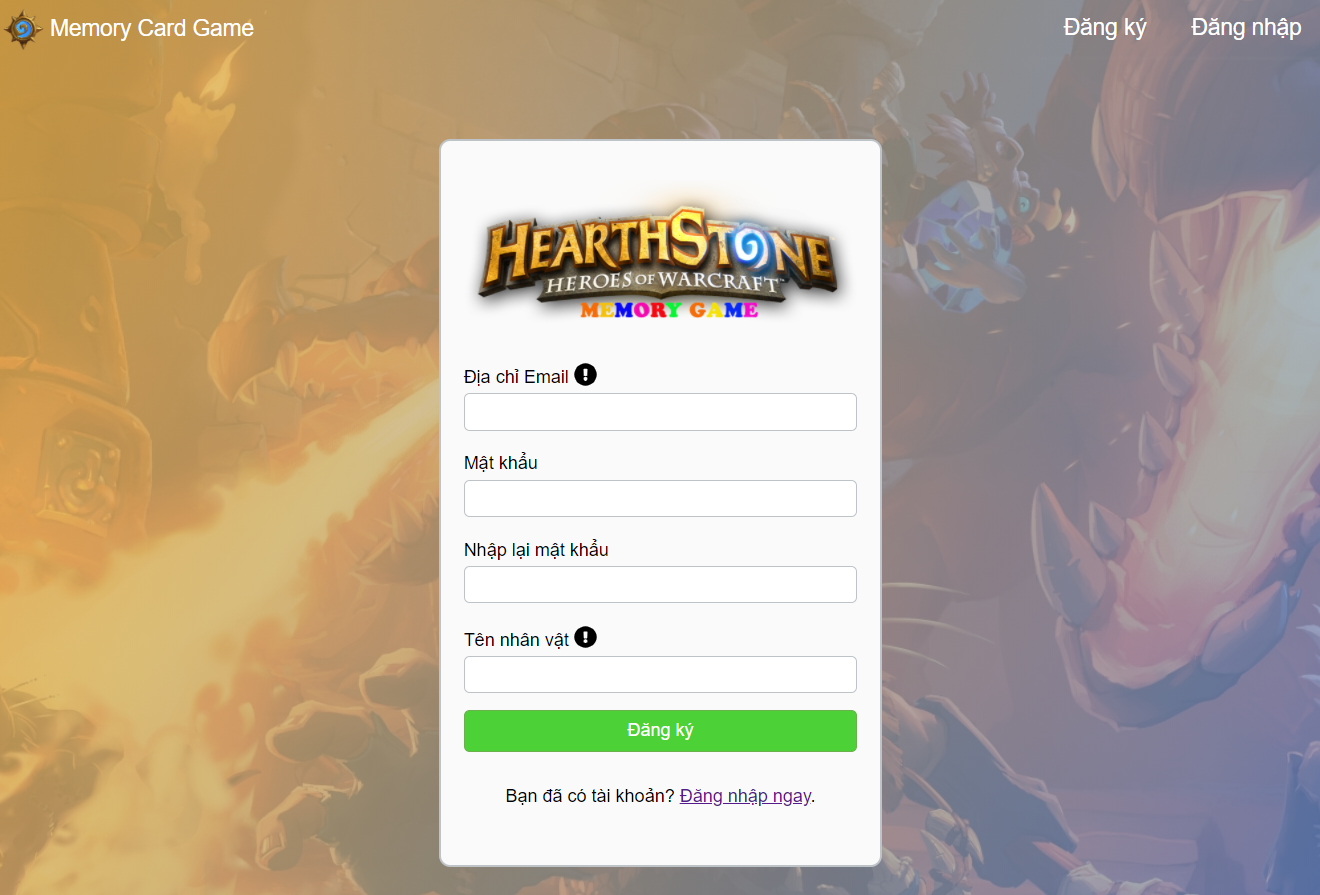 Memory Card Game
Đăng ký
Đăng nhập
HEARTHSTONE
HEROES OF WARCRAFT™
MEMORY GAME
Địa chỉ Email
Mật khẩu
Nhập lại mật khẩu
Tên nhân vật
Đăng ký
Bạn đã có tài khoản? Đăng nhập ngay.